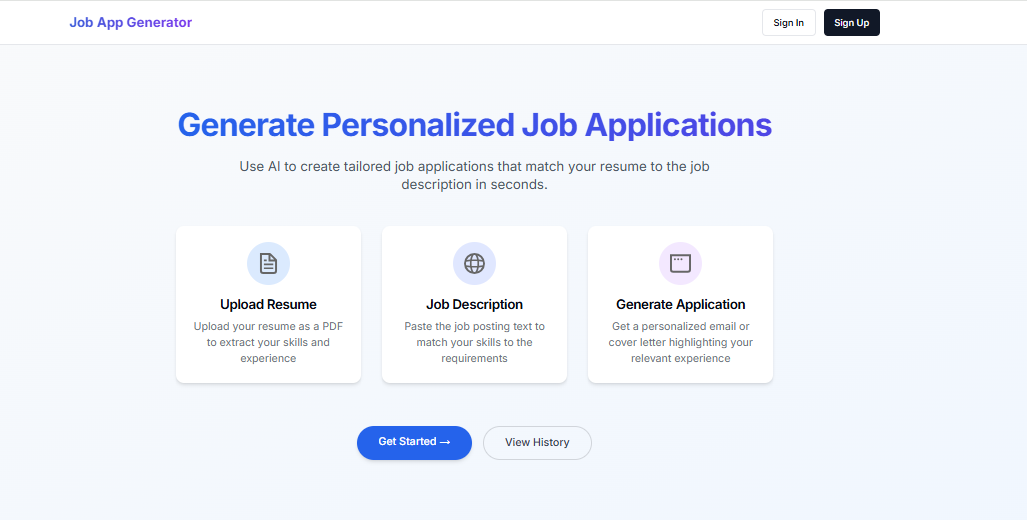 Job App Generator
Sign In
Sign Up
Generate Personalized Job Applications
Use AI to create tailored job applications that match your resume to the job
description in seconds.
Upload Resume
Upload your resume as a PDF
to extract your skills and
experience
Job Description
Paste the job posting text to
match your skills to the
requirements
Generate Application
Get a personalized email or
cover letter highlighting your
relevant experience
Get Started →
View History